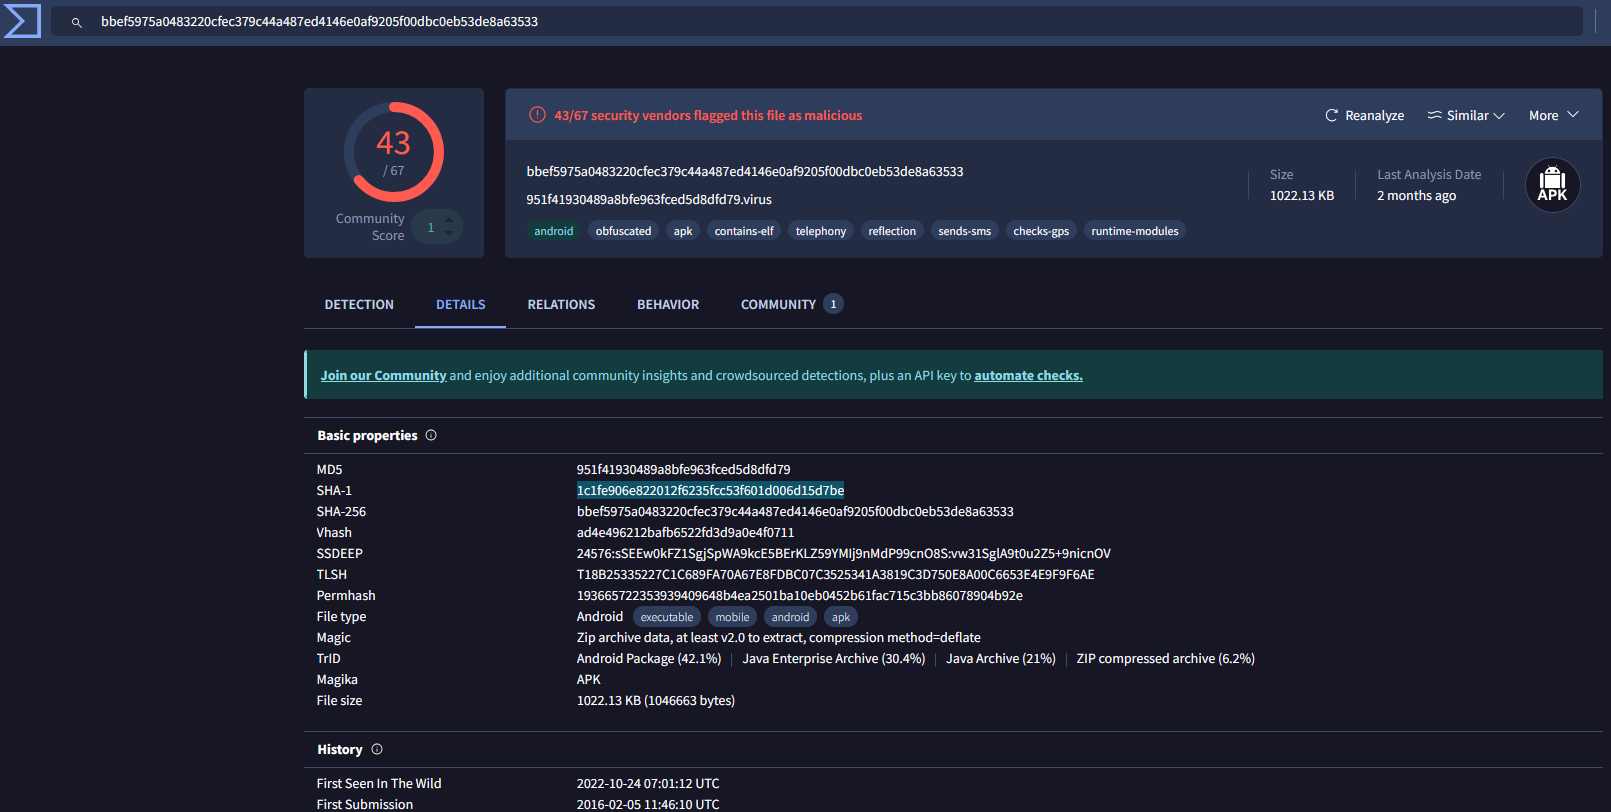 bbef5975a0483220cfec379c44a487ed4146e0af9205f00dbc0eb53de8a63533
43
/ 67
Community Score 1
43/67 security vendors flagged this file as malicious
Reanalyze Similar More
bbef5975a0483220cfec379c44a487ed4146e0af9205f00dbc0eb53de8a63533
951f41930489a8bfe963fced5d8dfd79.virus
android obfuscated apk contains-elf telephony reflection sends-sms checks-gps runtime-modules
Size
1022.13 KB
Last Analysis Date
2 months ago
APK
DETECTION DETAILS RELATIONS BEHAVIOR COMMUNITY 1
Join our Community and enjoy additional community insights and crowdsourced detections, plus an API key to automate checks.
Basic properties
MD5 951f41930489a8bfe963fced5d8dfd79
SHA-1 1c1fe906e822012f6235fcc53f601d006d15d7be
SHA-256 bbef5975a0483220cfec379c44a487ed4146e0af9205f00dbc0eb53de8a63533
Vhash ad4e496212bafb6522fd3d9a0e4f0711
SSDEEP 24576:sSEEw0kFZ1SgjSpWA9kcE5BErKLZ59YMIj9nMdP99cnO8S:vw31SglA9t0u2Z5+9nicnOV
TLSH T18B25335227C1C689FA70A67E8FDBC07C3525341A3819C3D750E8A00C6653E4E9F9F6AE
Permhash 193665722353939409648b4ea2501ba10eb0452b61fac715c3bb86078904b92e
File type Android executable mobile android apk
Magic Zip archive data, at least v2.0 to extract, compression method=deflate
TrID Android Package (42.1%) Java Enterprise Archive (30.4%) Java Archive (21%) ZIP compressed archive (6.2%)
Magika APK
File size 1022.13 KB (1046663 bytes)
History
First Seen In The Wild 2022-10-24 07:01:12 UTC
First Submission 2016-02-05 11:46:10 UTC